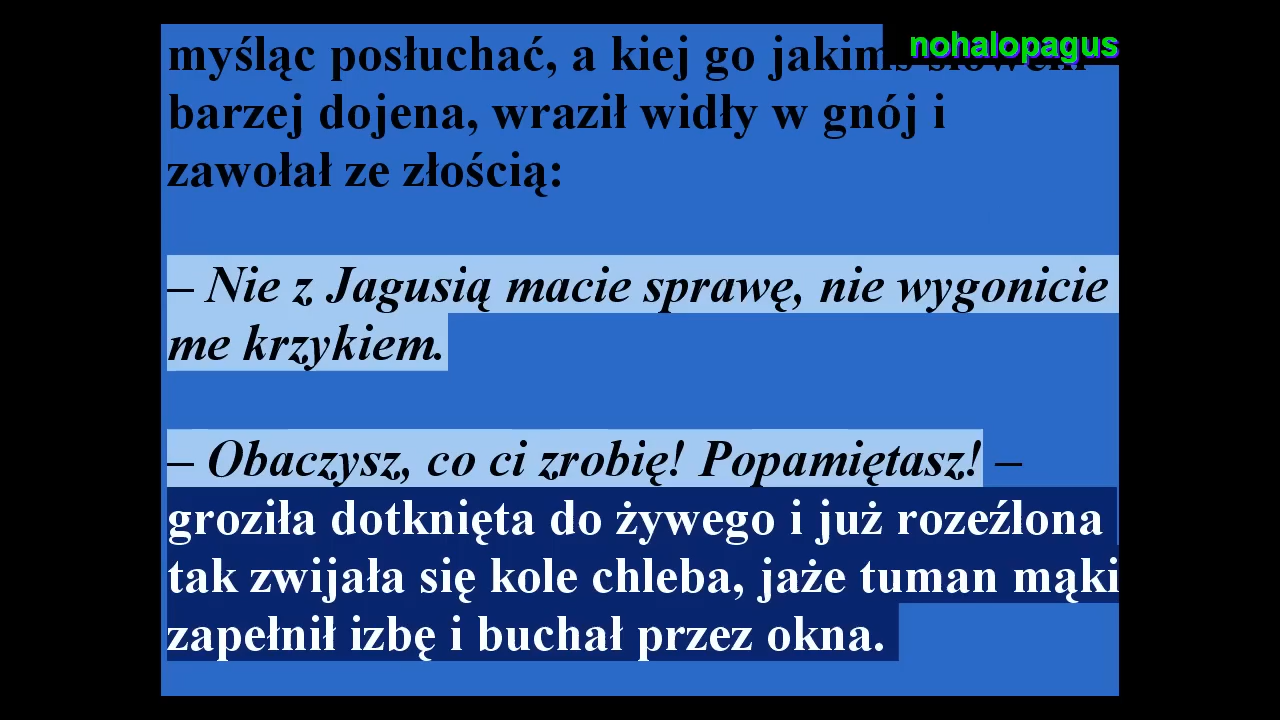 nohalopagus
myśląc posłuchać, a kiej go jakimś słowem
barzej dojena, wraził widły w gnój i
zawołał ze złością:
– Nie z Jagusią macie sprawę, nie wygonicie
me krzykiem.
– Obaczysz, co ci zrobię! Popamiętasz! –
groziła dotknięta do żywego i już rozeźlona
tak zwijała się kole chleba, jaże tuman mąki
zapełnił izbę i buchał przez okna.